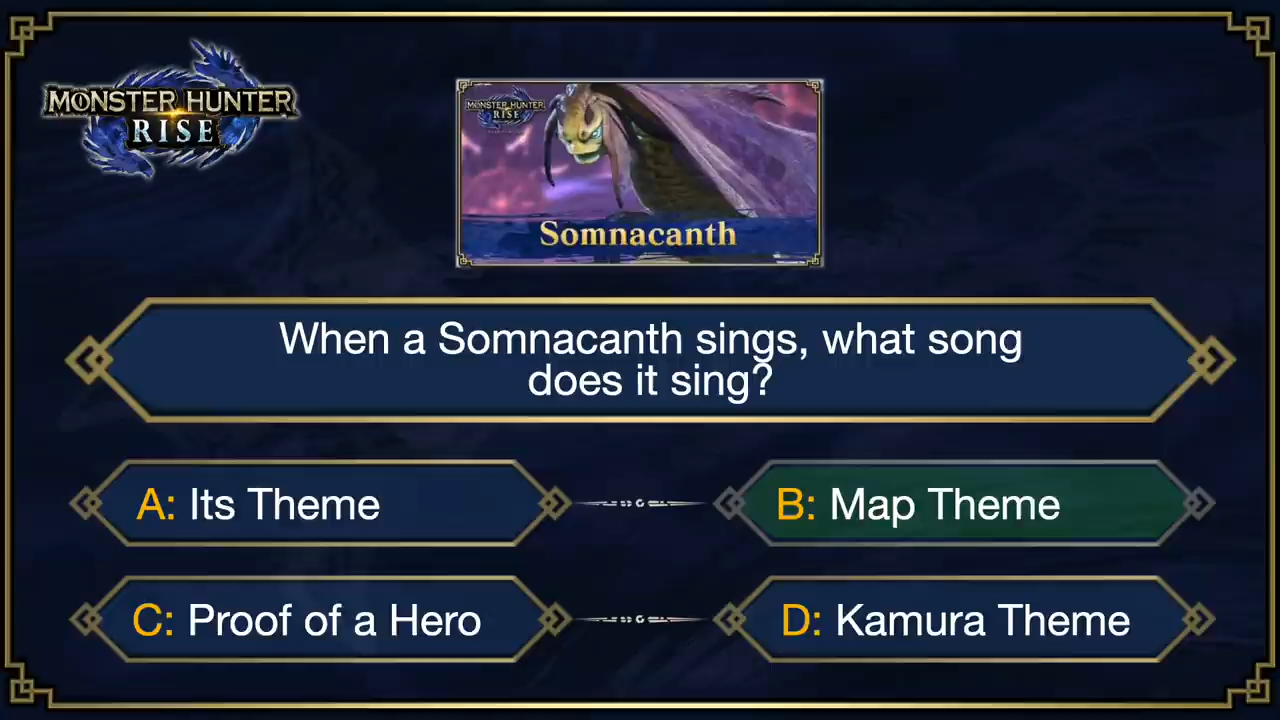 MONSTER HUNTER
RISE
MONSTER HUNTER
RISE
Somnacanth
When a Somnacanth sings, what song
does it sing?
A: Its Theme
B: Map Theme
C: Proof of a Hero
D: Kamura Theme